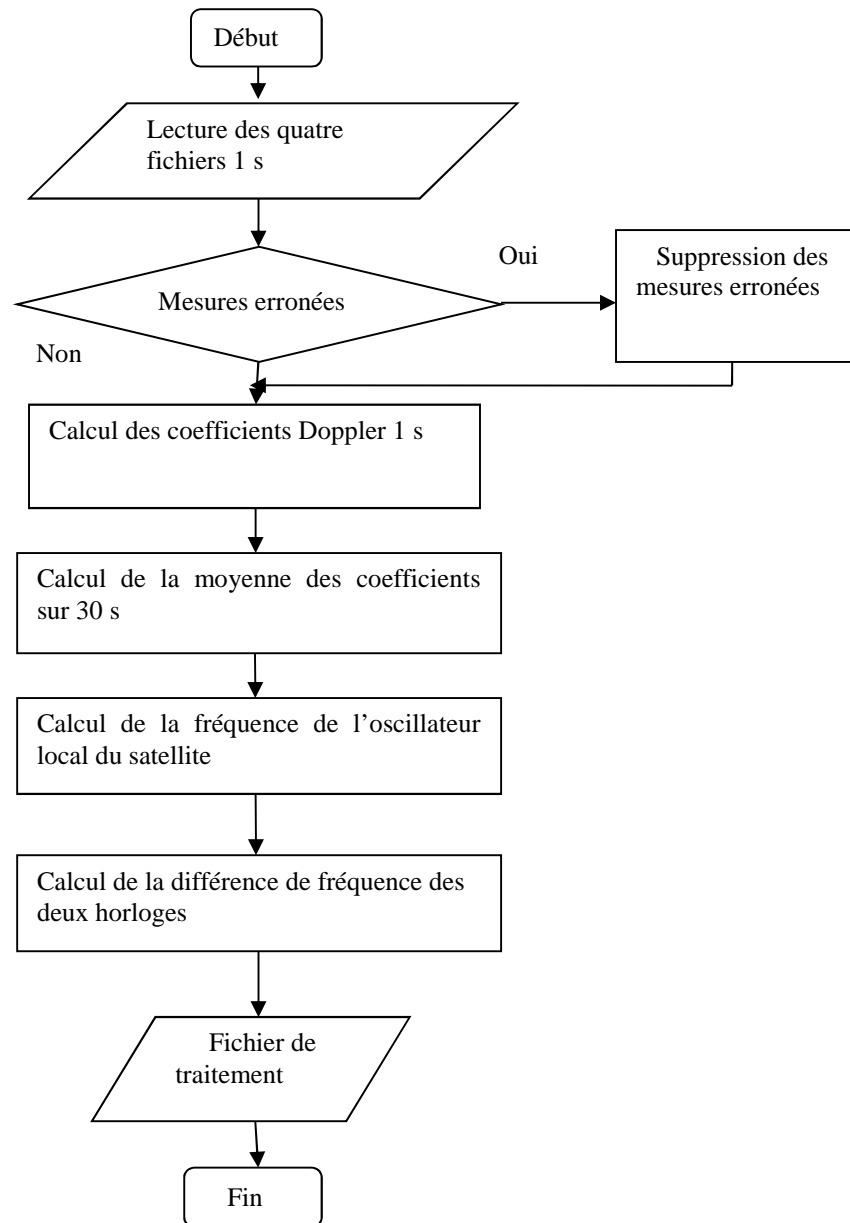 Début
Lecture des quatre
fichiers 1 s
Oui
Suppression des
mesures erronées
Mesures erronées
Non
Calcul des coefficients Doppler 1 s
Calcul de la moyenne des coefficients
sur 30 s
Calcul de la fréquence de l’oscillateur
local du satellite
Calcul de la différence de fréquence des
deux horloges
Fichier de
traitement
Fin